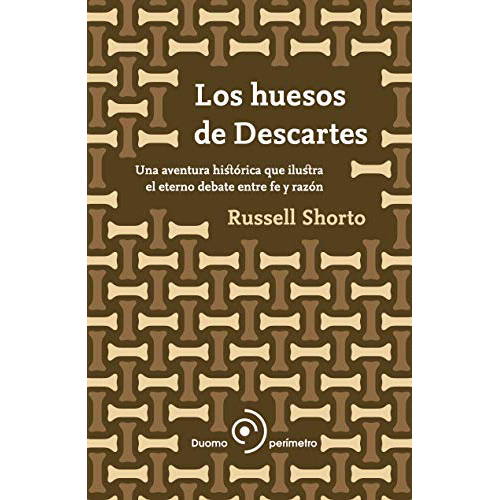 Los huesos
de Descartes
Una aventura histórica que ilustra
el eterno debate entre fe y razón
Russell Shorto
Duomo perímetro